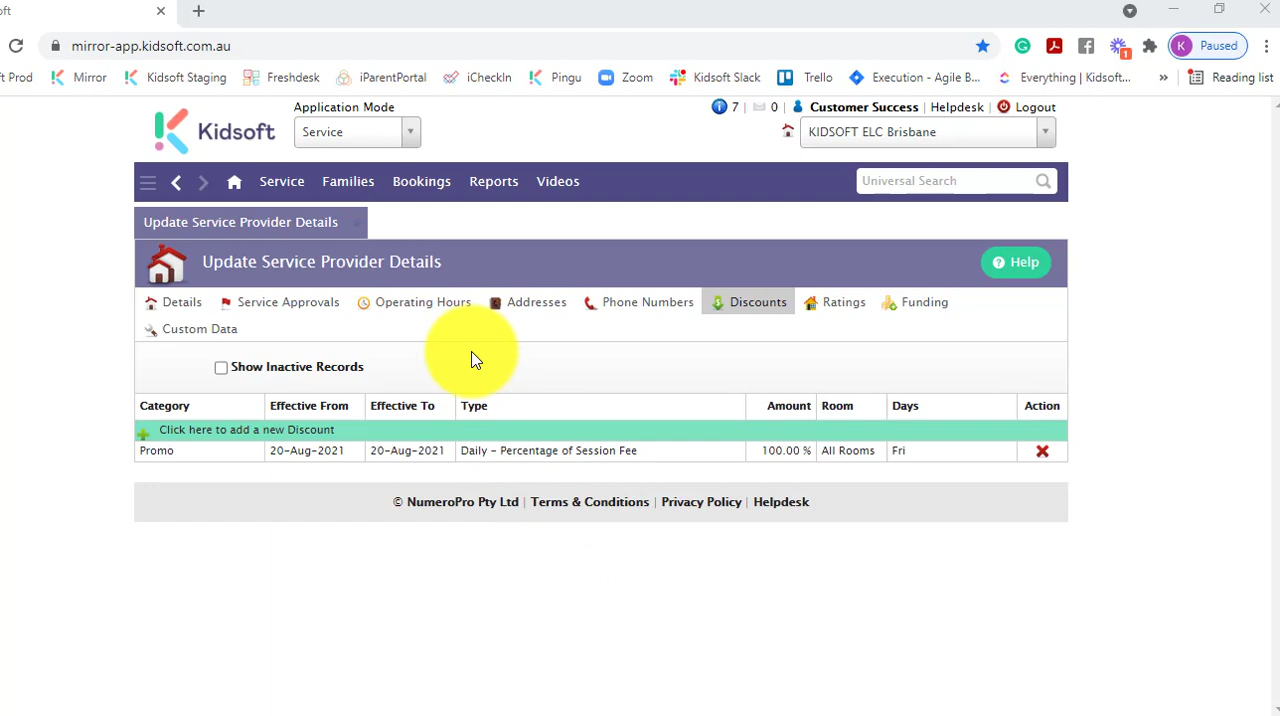 oft
mirror-app.kidsoft.com.au
K Paused
ft Prod Mirror Kidsoft Staging Freshdesk iParentPortal iCheckIn Pingu Zoom Kidsoft Slack Trello Execution - Agile B... Everything | Kidsoft... » Reading list
1
Application Mode
i 7 | 0 Customer Success | Helpdesk | Logout
Kidsoft
Service
KIDSOFT ELC Brisbane
Service Families Bookings Reports Videos
Universal Search
Update Service Provider Details
Update Service Provider Details
? Help
Details Service Approvals Operating Hours Addresses Phone Numbers Discounts Ratings Funding
Custom Data
Show Inactive Records
Category Effective From Effective To Type Amount Room Days Action
Click here to add a new Discount
Promo 20-Aug-2021 20-Aug-2021 Daily - Percentage of Session Fee 100.00 % All Rooms Fri
© NumeroPro Pty Ltd | Terms & Conditions | Privacy Policy | Helpdesk